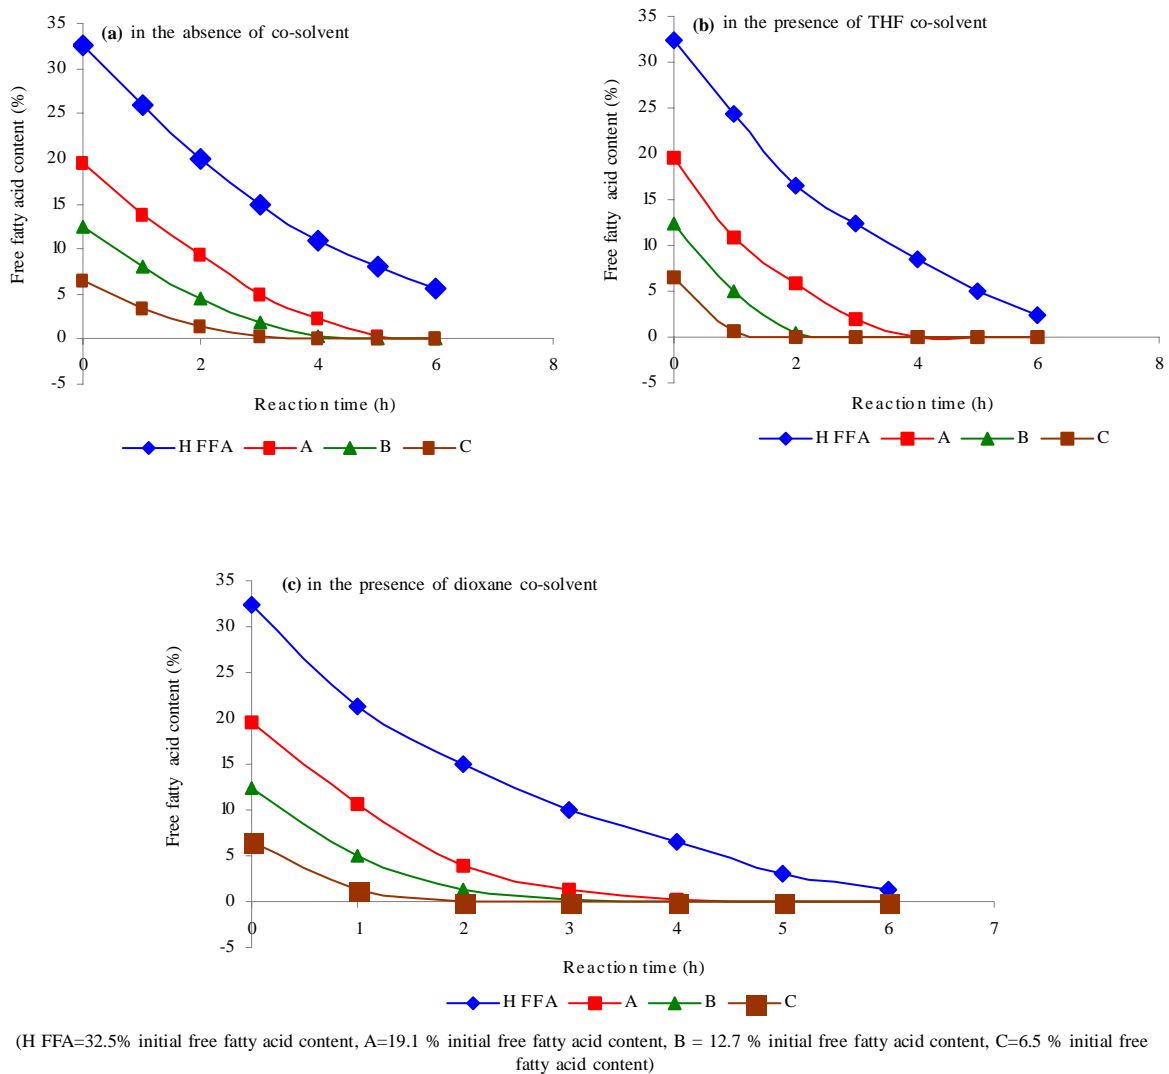 (a) in the absence of co-solvent
Free fatty acid content (%)
35
30
25
20
15
10
5
0
-5
0 2 4 6 8
Reaction time (h)
H FFA A B C
(b) in the presence of THF co-solvent
Free fatty acid content (%)
35
30
25
20
15
10
5
0
-5
0 2 4 6 8
Reaction time (h)
H FFA A B C
(c) in the presence of dioxane co-solvent
Free fatty acid content (%)
35
30
25
20
15
10
5
0
-5
0 1 2 3 4 5 6 7
Reaction time (h)
H FFA A B C
(H FFA=32.5% initial free fatty acid content, A=19.1 % initial free fatty acid content, B = 12.7 % initial free fatty acid content, C=6.5 % initial free
fatty acid content)